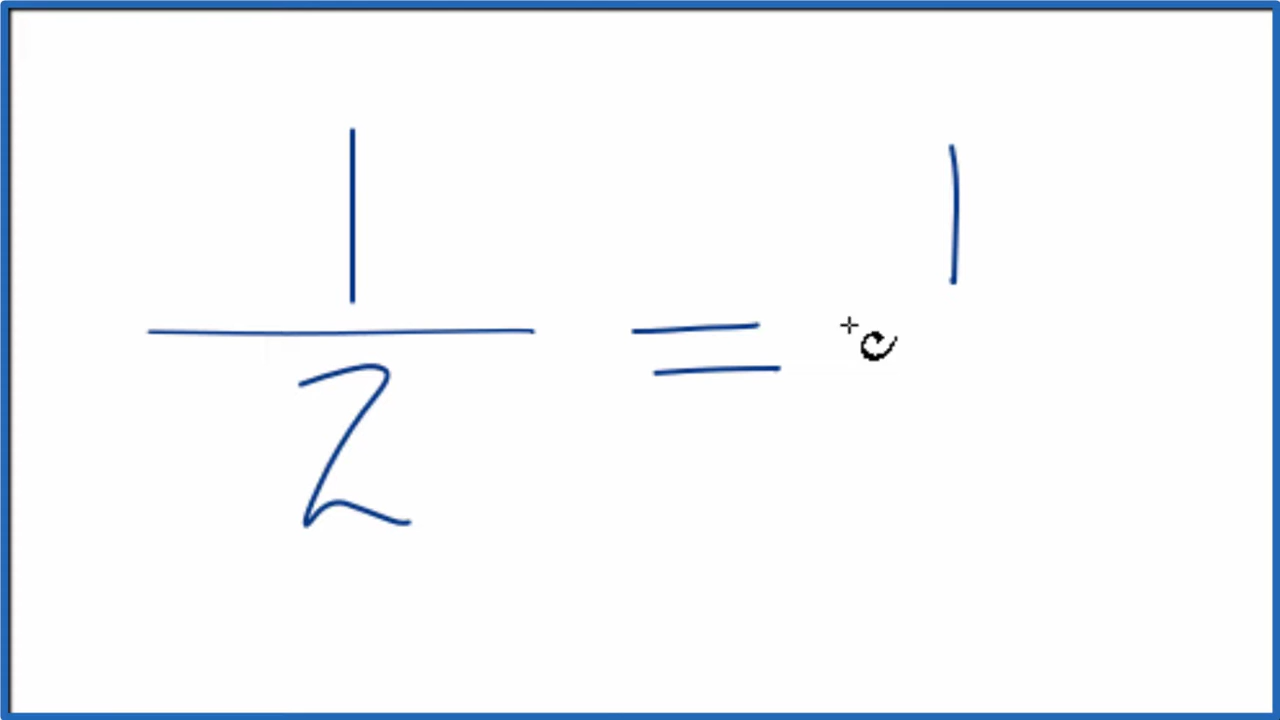 1/2 = 1